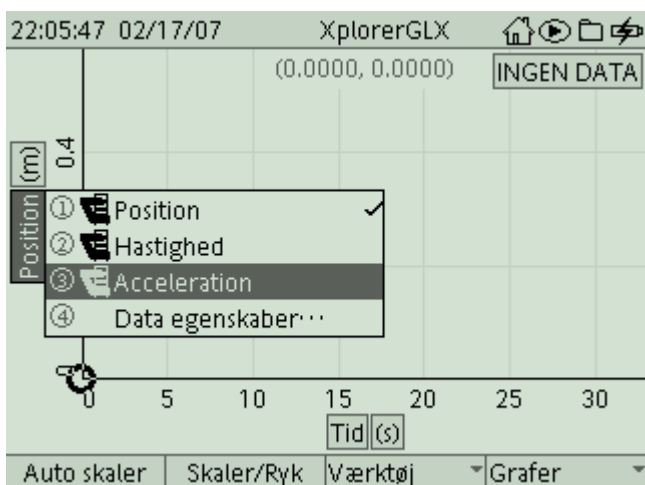 22:05:47 02/17/07 XplorerGLX
(0.0000, 0.0000) INGEN DATA
0.4
Position (m)
① Position
② Hastighed
③ Acceleration
④ Data egenskaber...
0 5 10 15 20 25 30
Tid (s)
Auto skaler Skaler/Ryk Værktøj Grafer